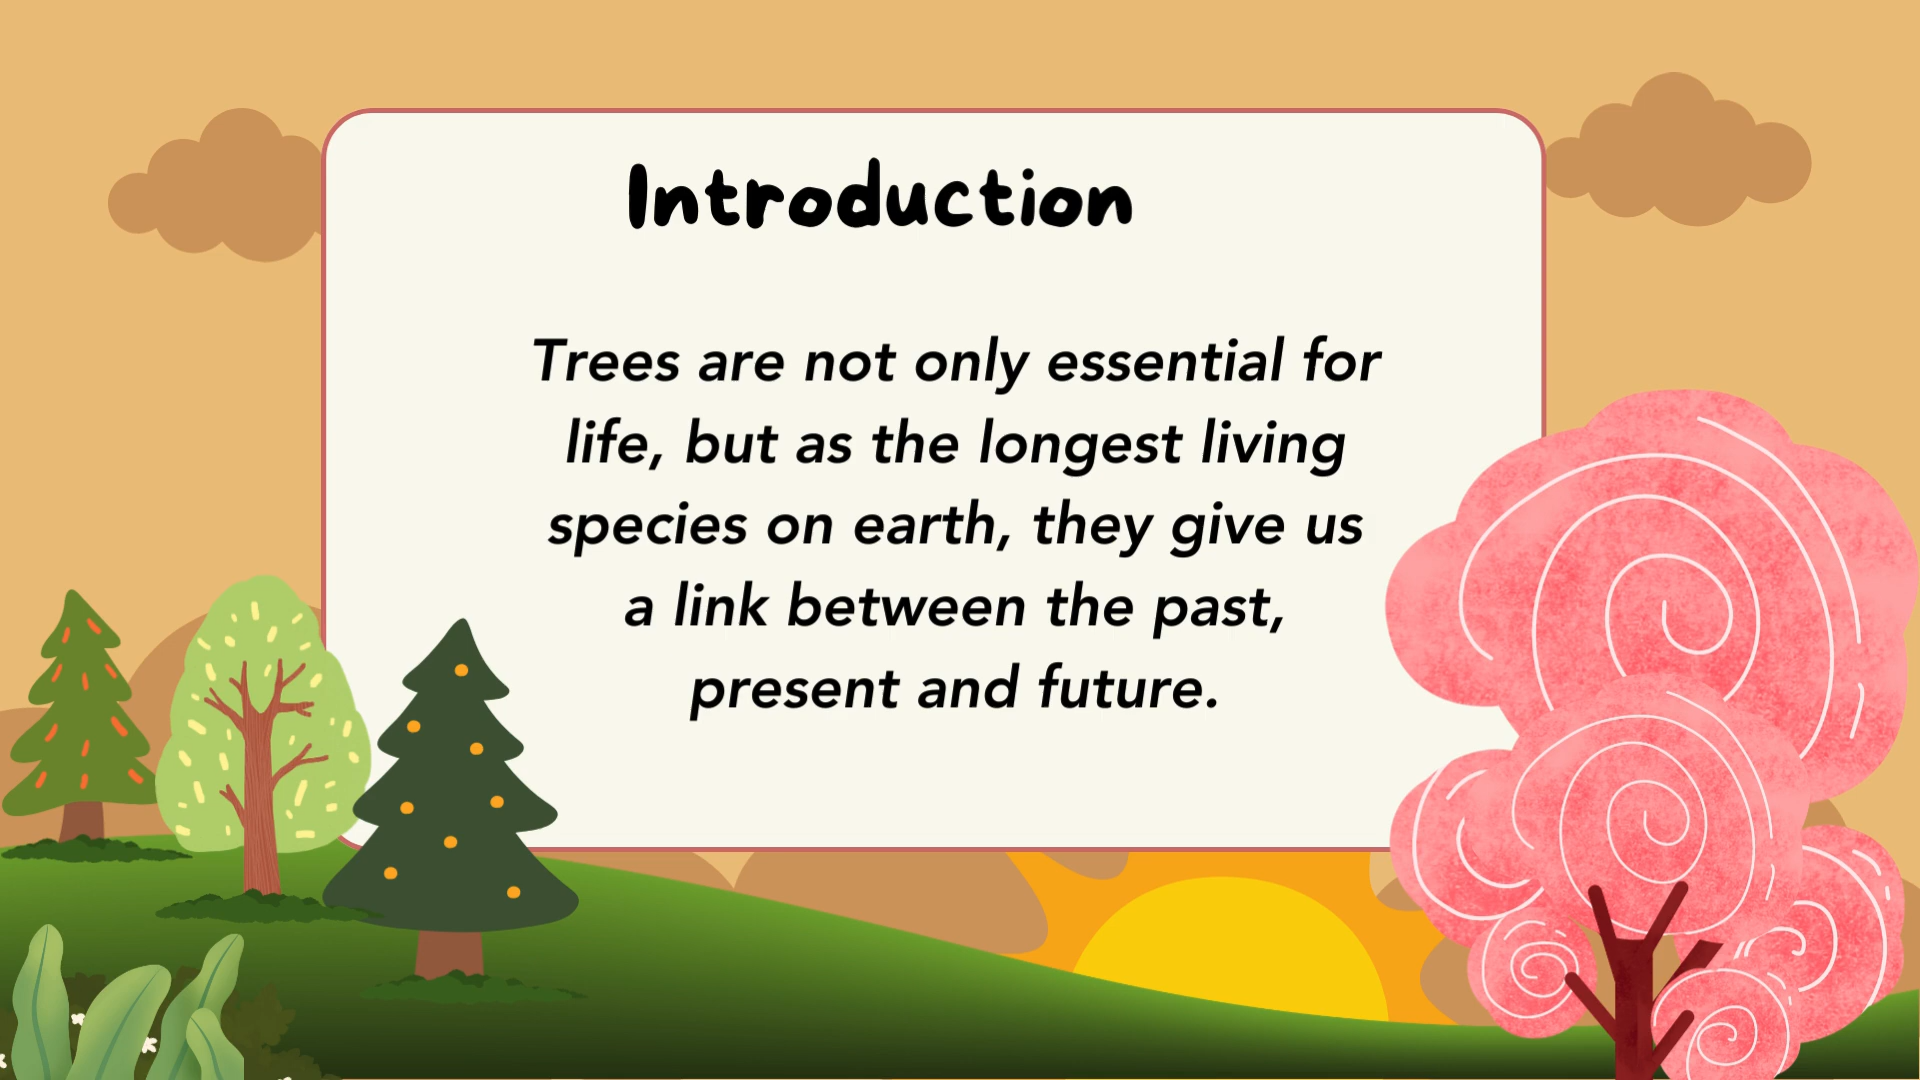 Introduction
Trees are not only essential for
life, but as the longest living
species on earth, they give us
a link between the past,
present and future.